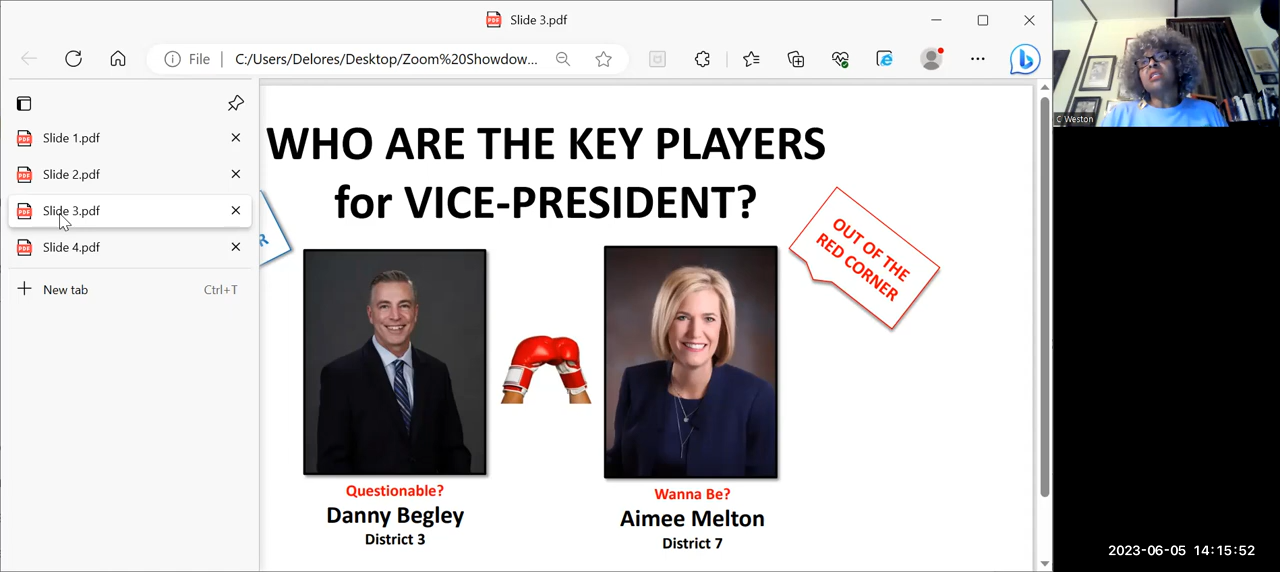 Slide 3.pdf
File
C:/Users/Delores/Desktop/Zoom%20Showdow...
Slide 1.pdf
Slide 2.pdf
Slide 3.pdf
Slide 4.pdf
New tab
Ctrl+T
WHO ARE THE KEY PLAYERS
for VICE-PRESIDENT?
R
OUT OF THE
RED CORNER
Questionable?
Danny Begley
District 3
Wanna Be?
Aimee Melton
District 7
C Weston
2023-06-05 14:15:52